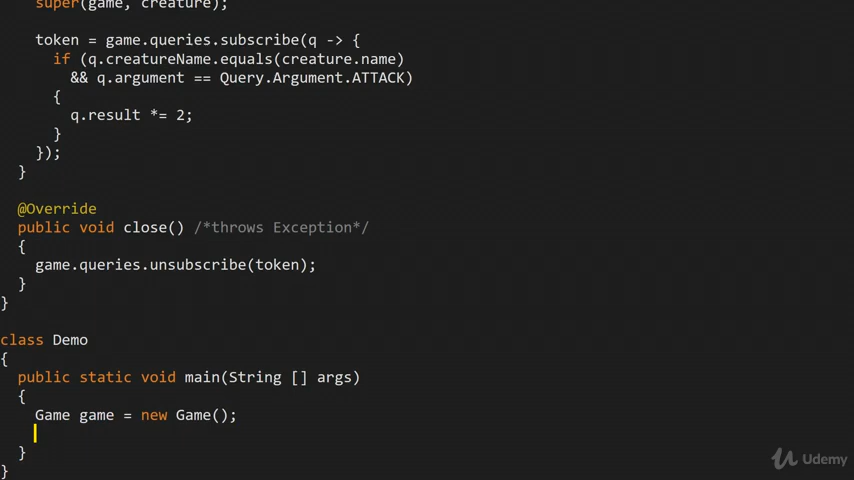 super(game, creature);
token = game.queries.subscribe(q -> {
if (q.creatureName.equals(creature.name)
&& q.argument == Query.Argument.ATTACK)
{
q.result *= 2;
}
});
}
@Override
public void close() /*throws Exception*/
{
game.queries.unsubscribe(token);
}
}
class Demo
{
public static void main(String [] args)
{
Game game = new Game();
}
}
Udemy